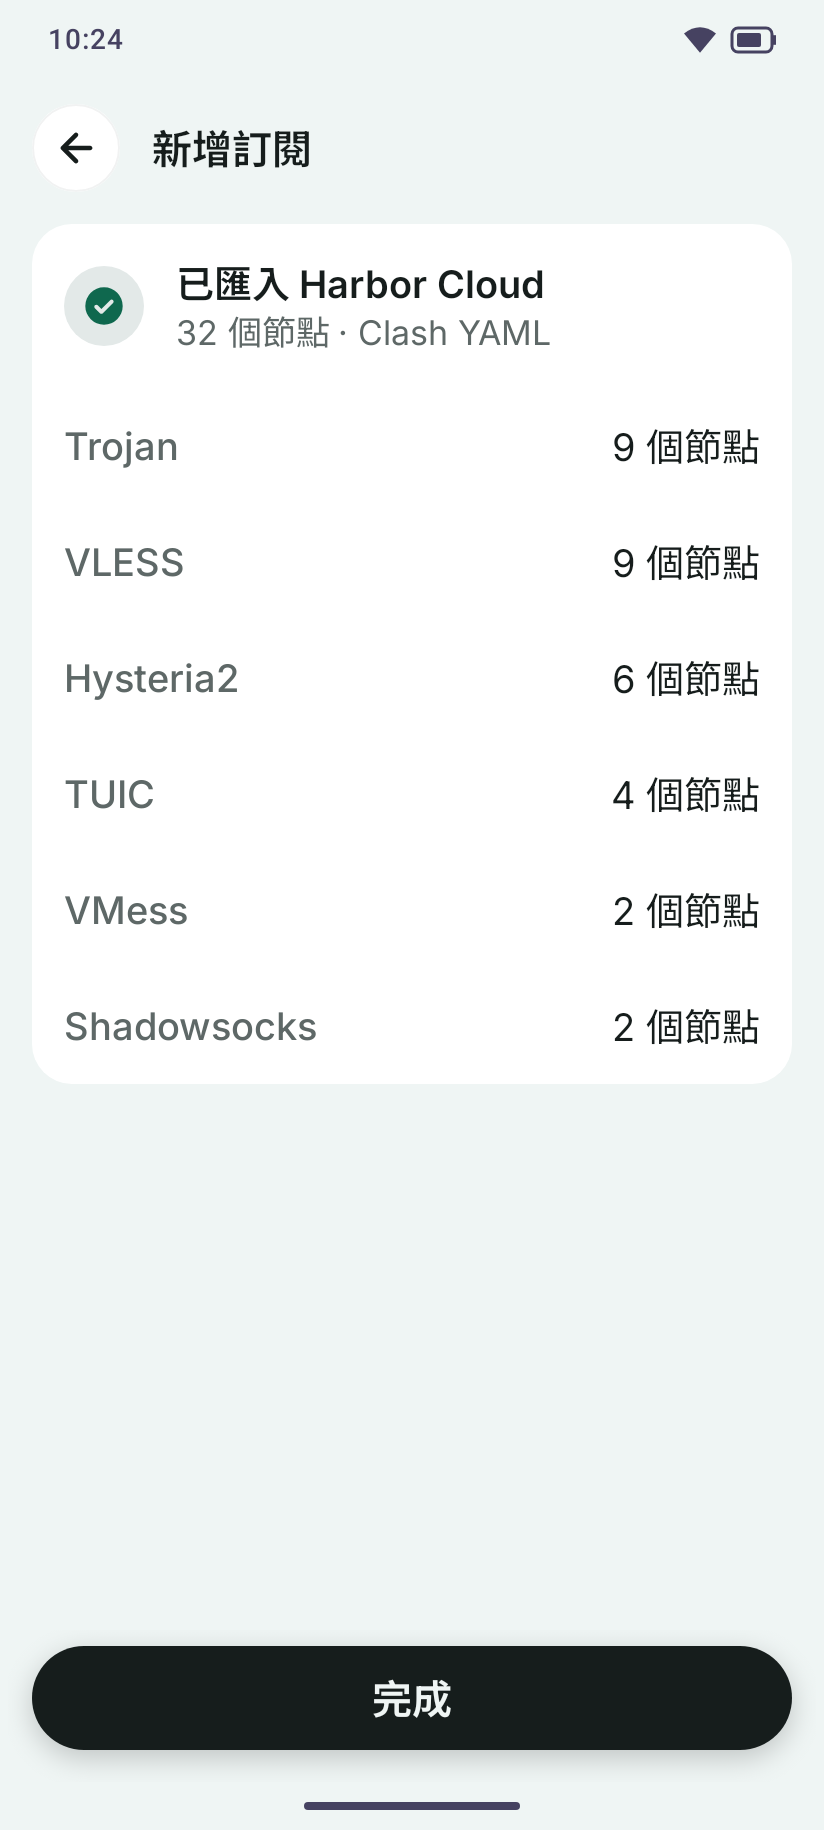 10:24
新增訂閱
已匯入 Harbor Cloud
32 個節點 · Clash YAML
Trojan 9 個節點
VLESS 9 個節點
Hysteria2 6 個節點
TUIC 4 個節點
VMess 2 個節點
Shadowsocks 2 個節點
完成